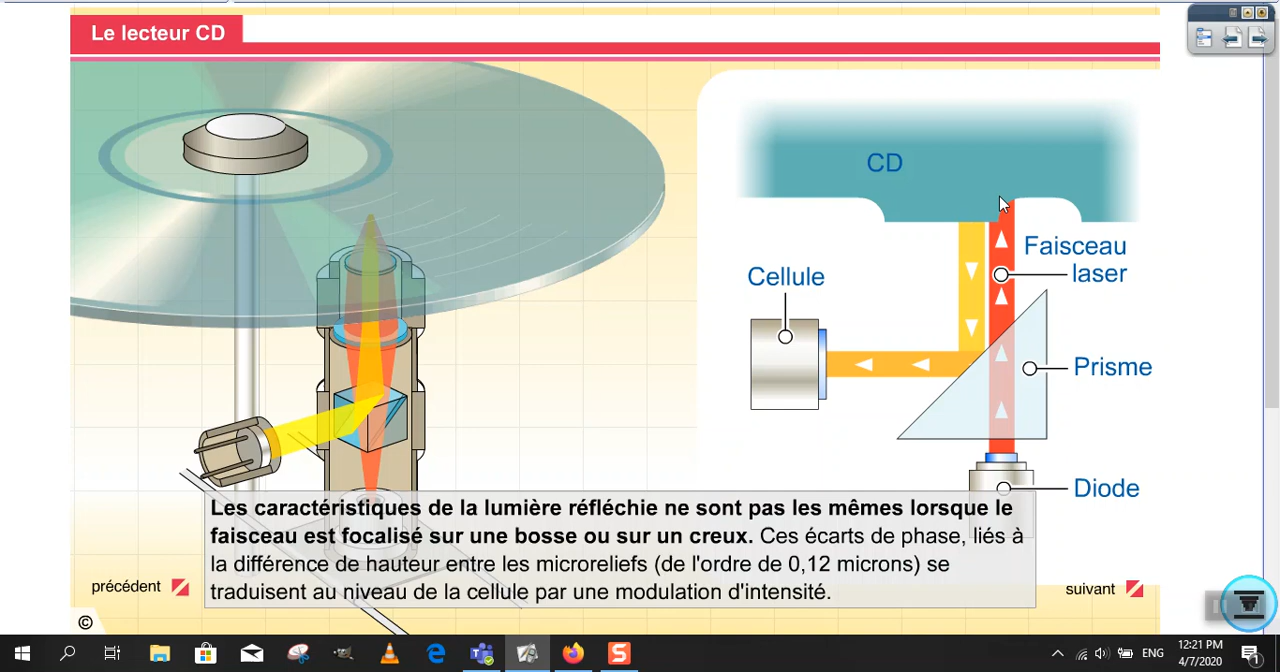 Le lecteur CD
CD
Faisceau
laser
Cellule
Prisme
Diode
Les caractéristiques de la lumière réfléchie ne sont pas les mêmes lorsque le
faisceau est focalisé sur une bosse ou sur un creux. Ces écarts de phase, liés à
la différence de hauteur entre les microreliefs (de l'ordre de 0,12 microns) se
traduisent au niveau de la cellule par une modulation d'intensité.
précédent
suivant
©
ENG
12:21 PM
4/7/2020